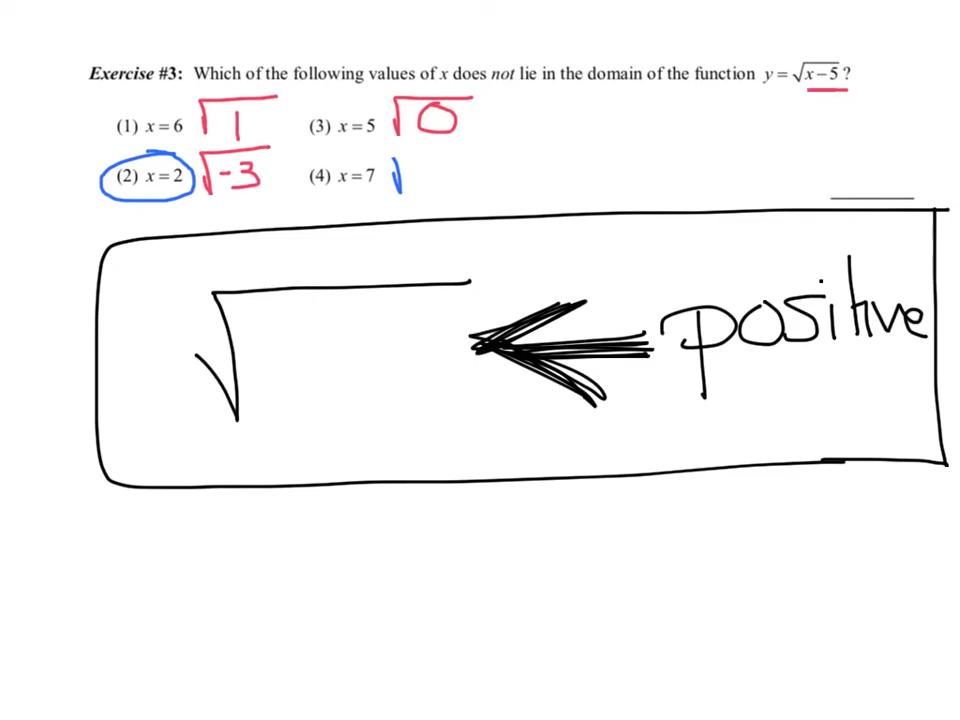 Exercise #3: Which of the following values of x does not lie in the domain of the function y = √x−5 ?
(1) x = 6 √1 (3) x = 5 √0
(2) x = 2 √-3 (4) x = 7 √
√ positive